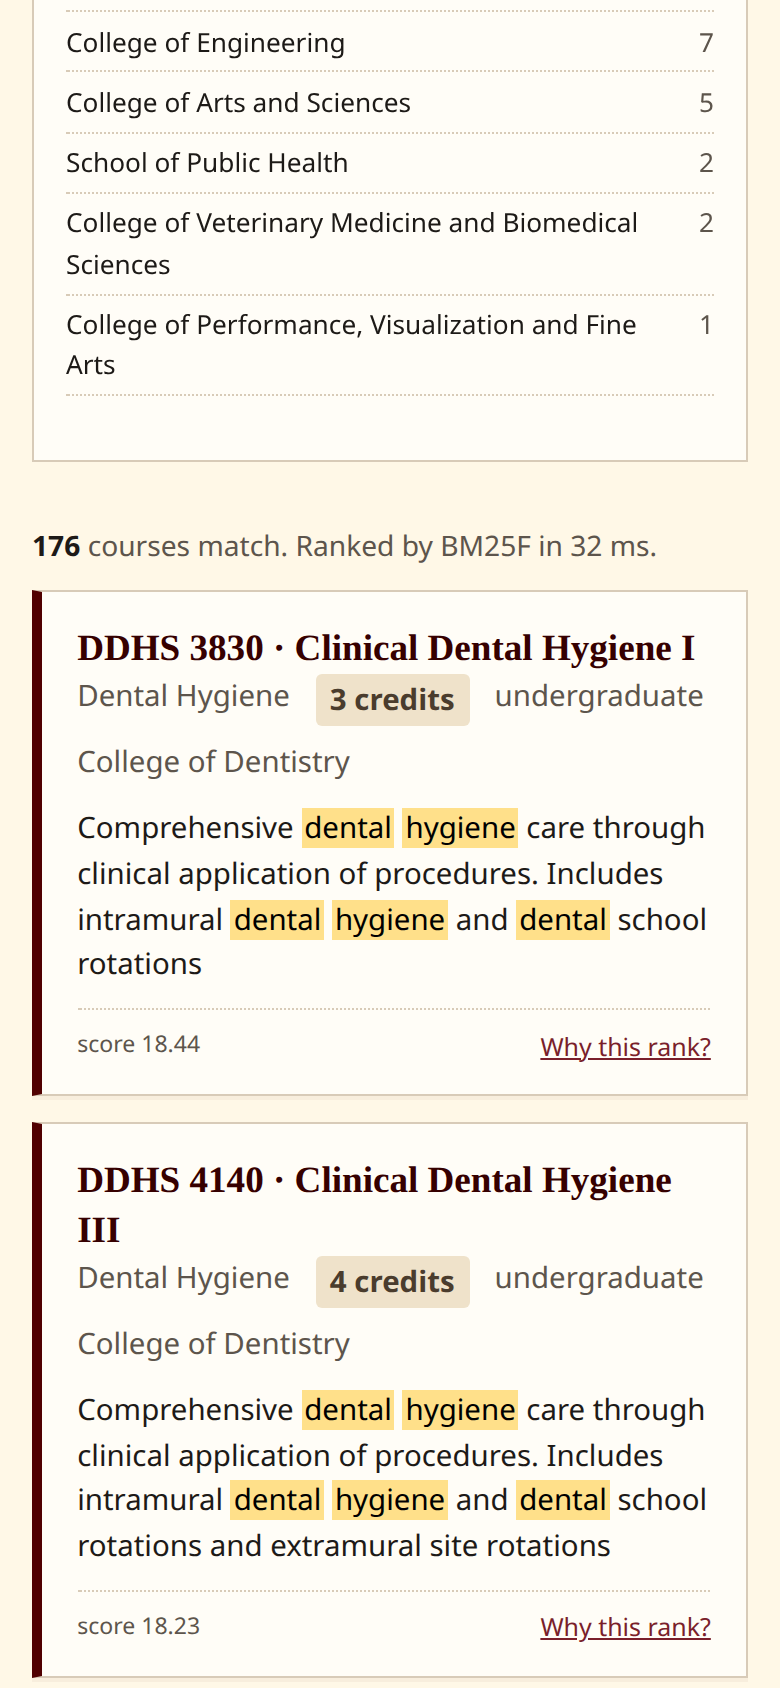 College of Engineering 7
College of Arts and Sciences 5
School of Public Health 2
College of Veterinary Medicine and Biomedical 2
Sciences
College of Performance, Visualization and Fine 1
Arts
176 courses match. Ranked by BM25F in 32 ms.
DDHS 3830 · Clinical Dental Hygiene I
Dental Hygiene 3 credits undergraduate
College of Dentistry
Comprehensive dental hygiene care through
clinical application of procedures. Includes
intramural dental hygiene and dental school
rotations
score 18.44 Why this rank?
DDHS 4140 · Clinical Dental Hygiene
III
Dental Hygiene 4 credits undergraduate
College of Dentistry
Comprehensive dental hygiene care through
clinical application of procedures. Includes
intramural dental hygiene and dental school
rotations and extramural site rotations
score 18.23 Why this rank?